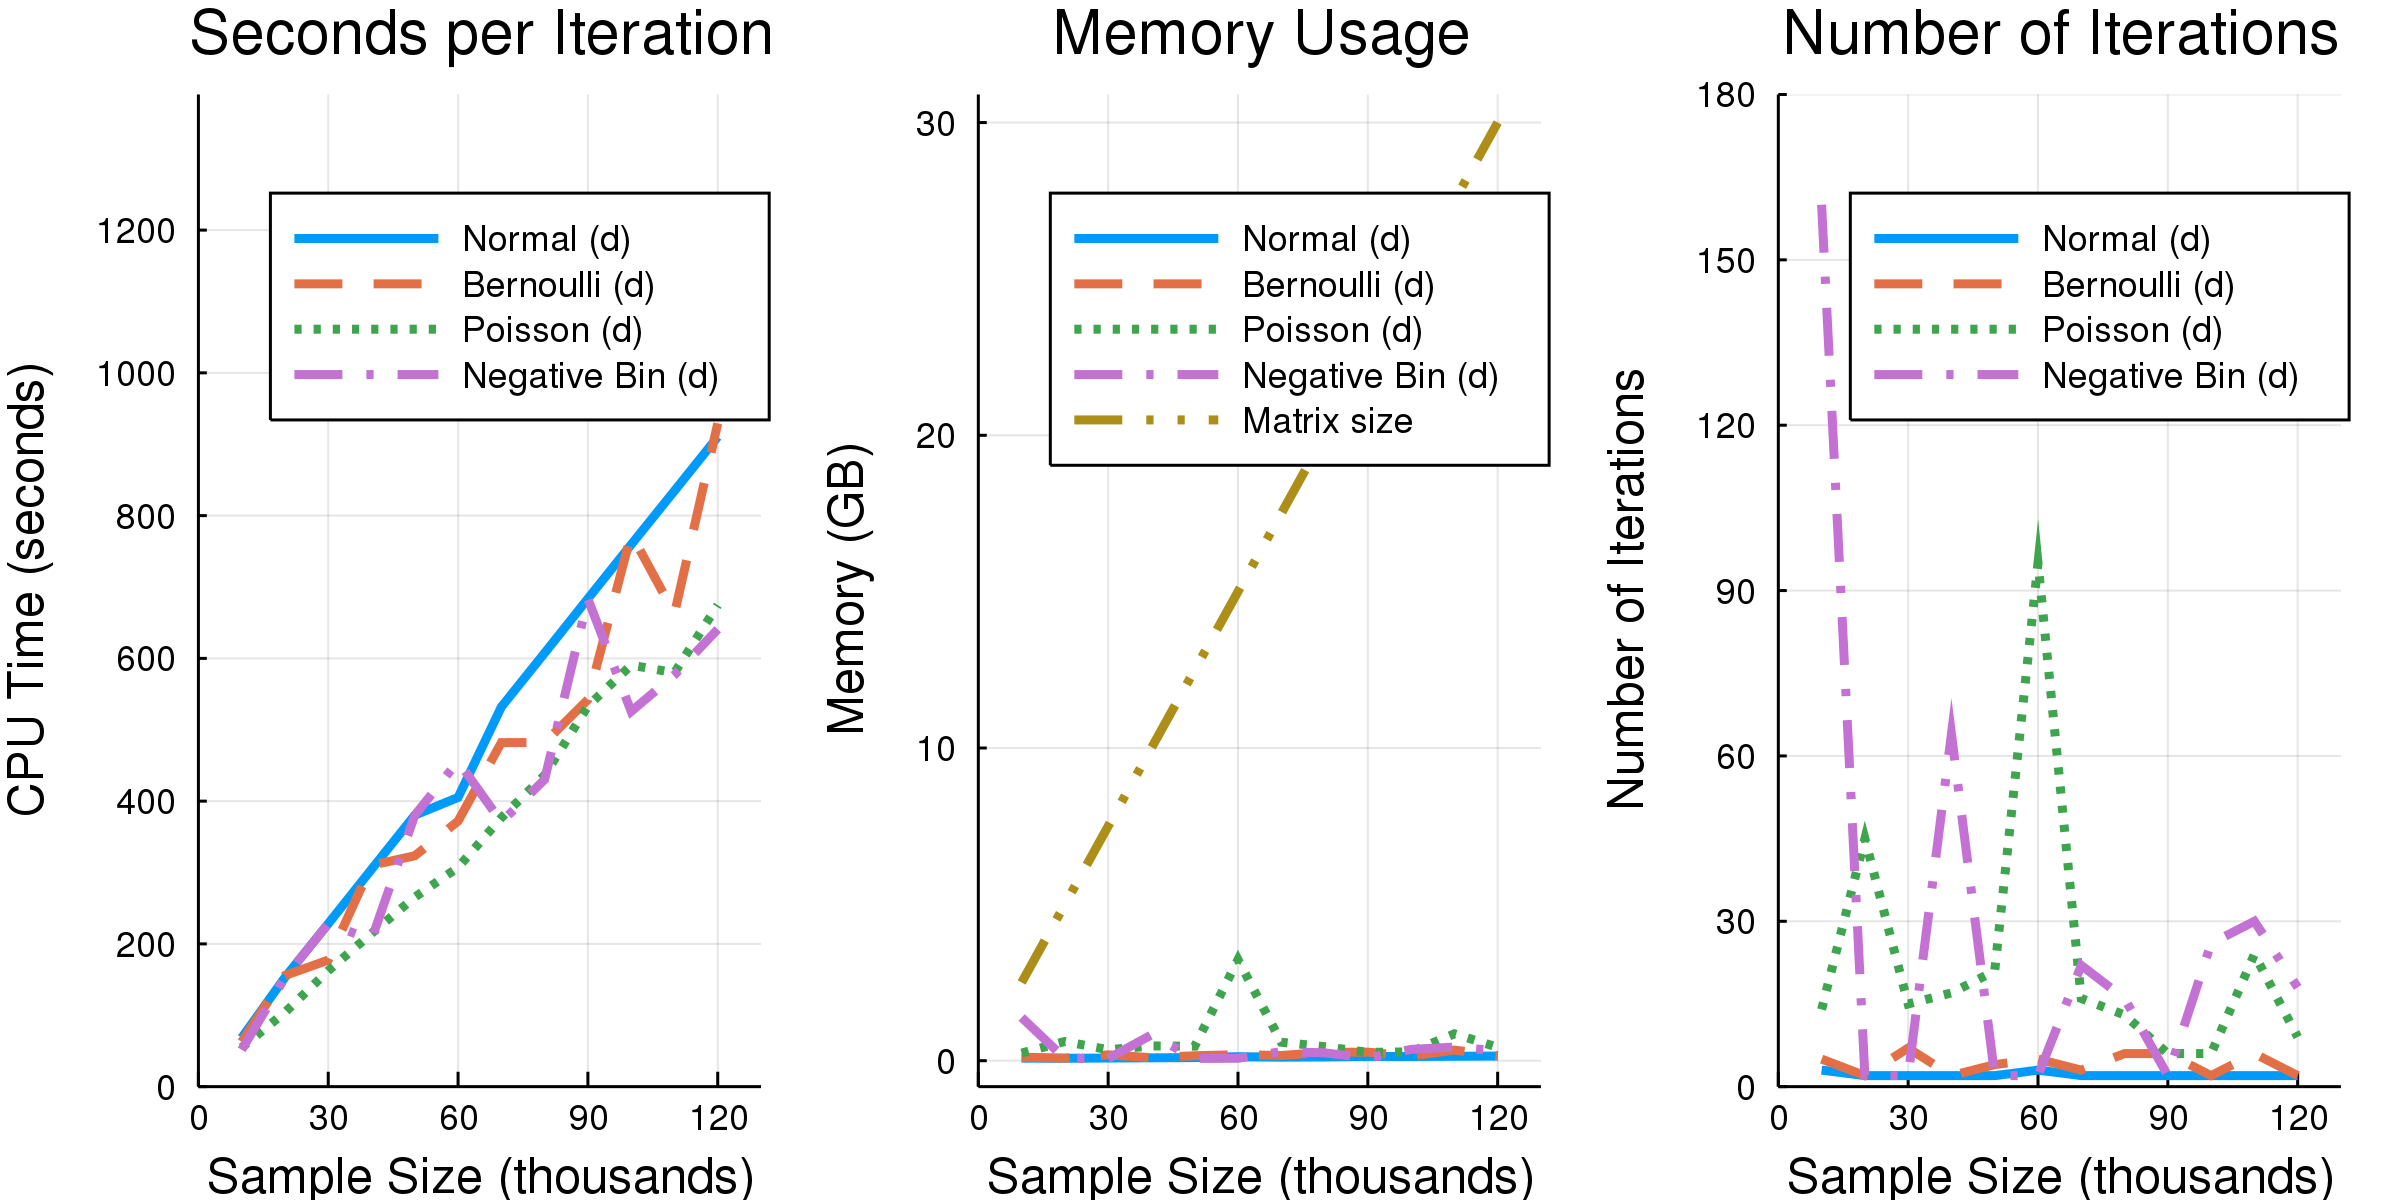 Seconds per Iteration
CPU Time (seconds)
1200
1000
800
600
400
200
0
Normal (d)
Bernoulli (d)
Poisson (d)
Negative Bin (d)
0 30 60 90 120
Sample Size (thousands)
Memory Usage
Memory (GB)
30
20
10
0
Normal (d)
Bernoulli (d)
Poisson (d)
Negative Bin (d)
Matrix size
0 30 60 90 120
Sample Size (thousands)
Number of Iterations
Number of Iterations
180
150
120
90
60
30
0
Normal (d)
Bernoulli (d)
Poisson (d)
Negative Bin (d)
0 30 60 90 120
Sample Size (thousands)